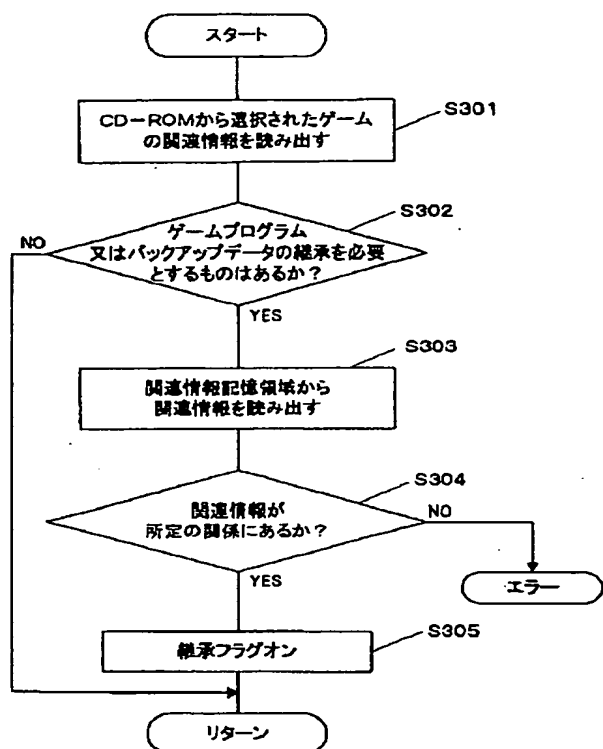 スタート
S301
CD－ROMから選択されたゲーム
の関連情報を読み出す
S302
ゲームプログラム
又はバックアップデータの継承を必要
とするものはあるか？
NO
YES
S303
関連情報記憶領域から
関連情報を読み出す
S304
関連情報が
所定の関係にあるか？
NO
YES
エラー
S305
継承フラグオン
リターン